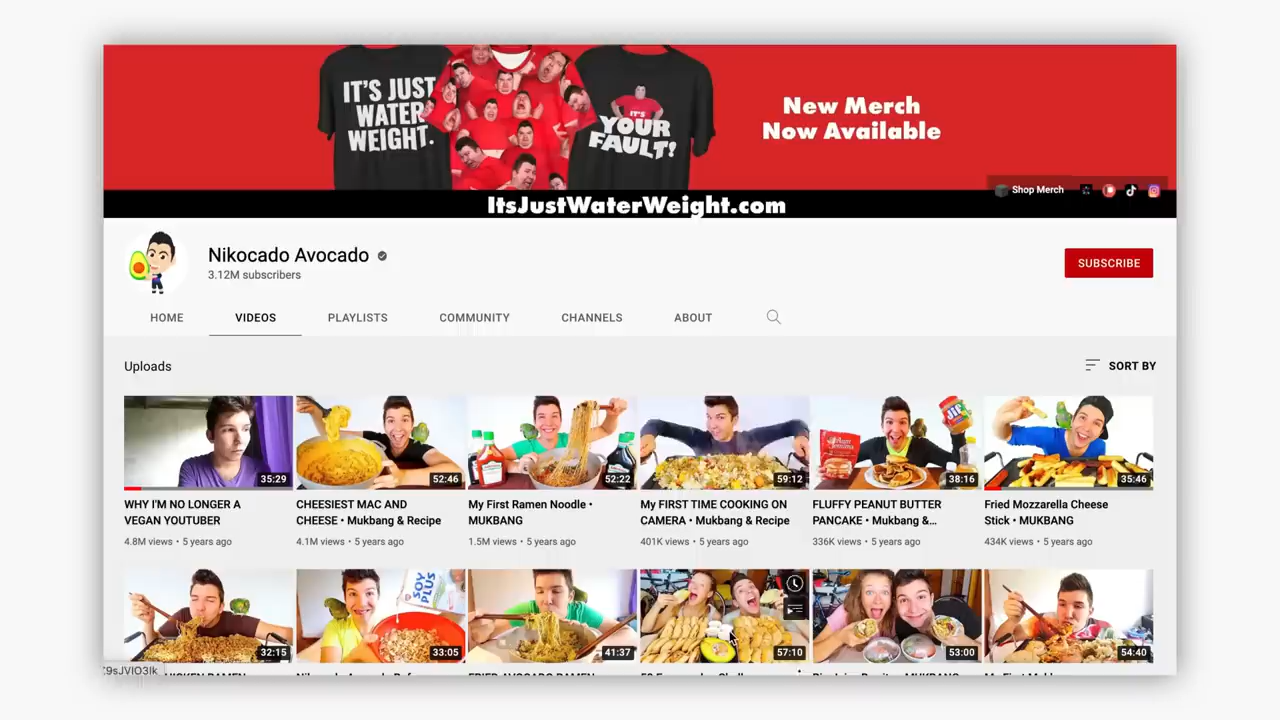 IT'S JUST
WATER
WEIGHT.
IT'S
YOUR
FAULT!
New Merch
Now Available
Shop Merch
ItsJustWaterWeight.com
Nikocado Avocado
3.12M subscribers
SUBSCRIBE
HOME VIDEOS PLAYLISTS COMMUNITY CHANNELS ABOUT
Uploads
SORT BY
JIF
35:29 52:46 52:22 59:12 38:16 35:46
WHY I'M NO LONGER A
VEGAN YOUTUBER
4.8M views • 5 years ago
CHEESIEST MAC AND
CHEESE • Mukbang & Recipe
4.1M views • 5 years ago
My First Ramen Noodle •
MUKBANG
1.5M views • 5 years ago
My FIRST TIME COOKING ON
CAMERA • Mukbang & Recipe
401K views • 5 years ago
FLUFFY PEANUT BUTTER
PANCAKE • Mukbang &...
336K views • 5 years ago
Fried Mozzarella Cheese
Stick • MUKBANG
434K views • 5 years ago
SOY
PLUS
32:15 33:05 41:37 57:10 53:00 54:40